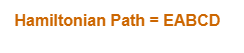 Hamiltonian Path = EABCD